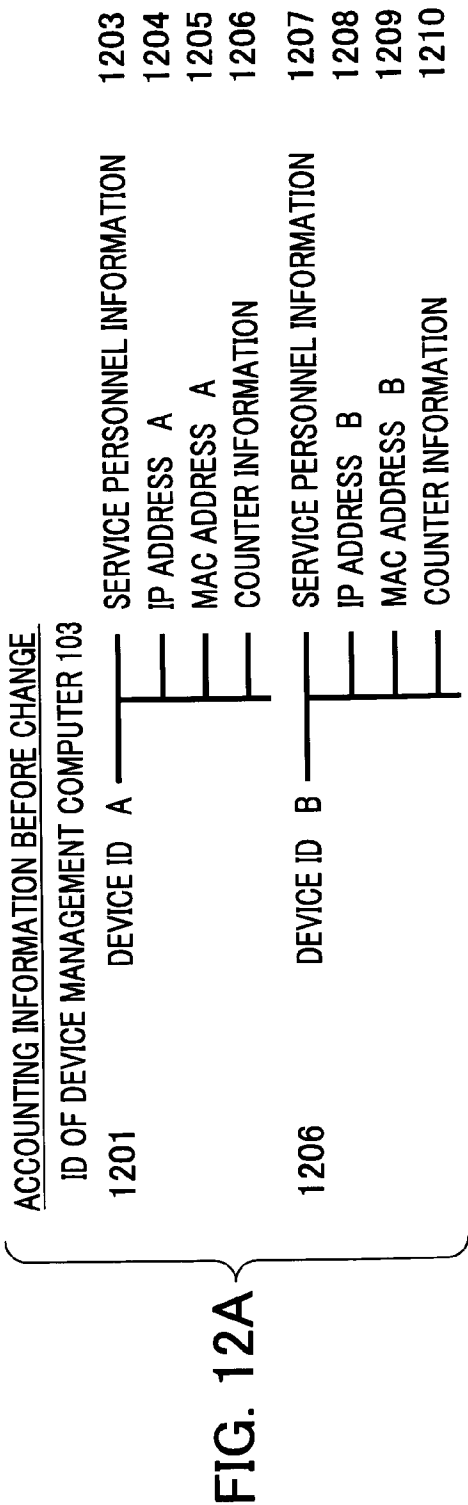 FIG. 12A
ACCOUNTING INFORMATION BEFORE CHANGE
ID OF DEVICE MANAGEMENT COMPUTER 103
1201 DEVICE ID A SERVICE PERSONNEL INFORMATION 1203
IP ADDRESS A 1204
MAC ADDRESS A 1205
COUNTER INFORMATION 1206
1206 DEVICE ID B SERVICE PERSONNEL INFORMATION 1207
IP ADDRESS B 1208
MAC ADDRESS B 1209
COUNTER INFORMATION 1210